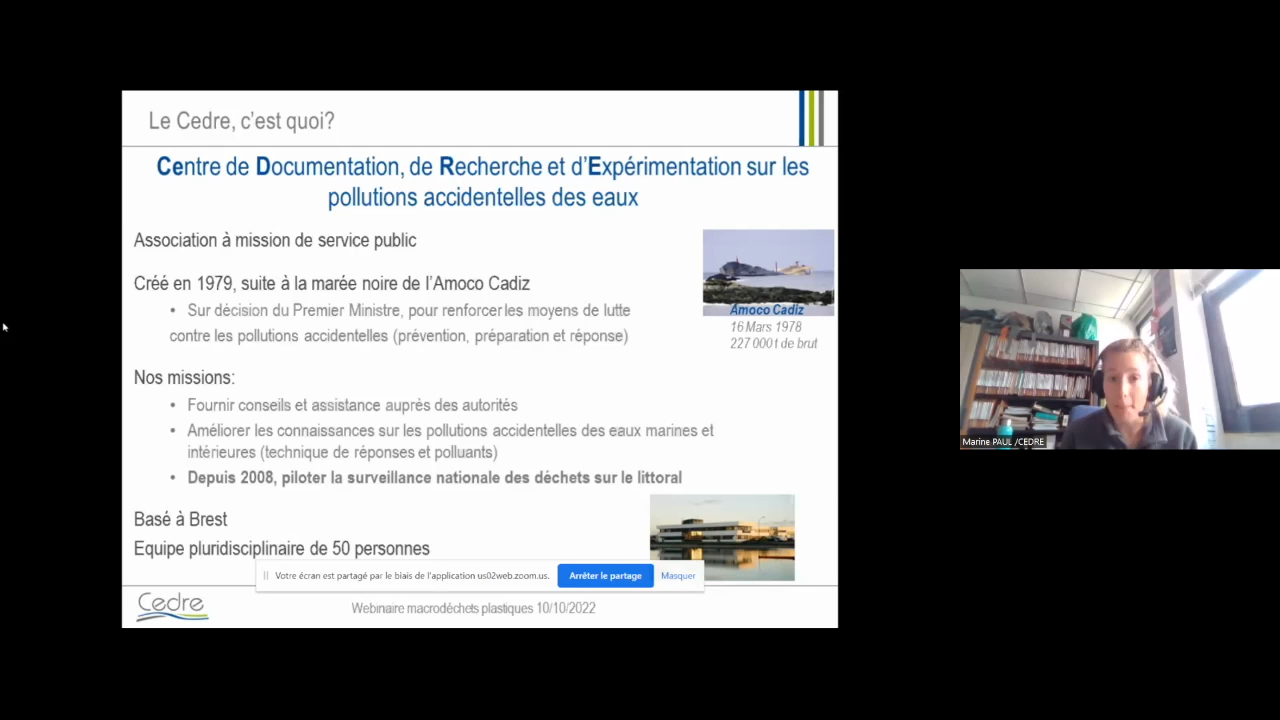 Le Cedre, c'est quoi?
Centre de Documentation, de Recherche et d'Expérimentation sur les
pollutions accidentelles des eaux
Association à mission de service public
Créé en 1979, suite à la marée noire de l'Amoco Cadiz
• Sur décision du Premier Ministre, pour renforcer les moyens de lutte
contre les pollutions accidentelles (prévention, préparation et réponse)
Amoco Cadiz
16 Mars 1978
227 000 t de brut
Nos missions:
• Fournir conseils et assistance auprès des autorités
• Améliorer les connaissances sur les pollutions accidentelles des eaux marines et
intérieures (technique de réponses et polluants)
• Depuis 2008, piloter la surveillance nationale des déchets sur le littoral
Basé à Brest
Equipe pluridisciplinaire de 50 personnes
Votre écran est partagé par le biais de l'application us02web.zoom.us.
Arrêter le partage
Masquer
Cedre
Webinaire macrodéchets plastiques 10/10/2022
Marine PAUL /CEDRE